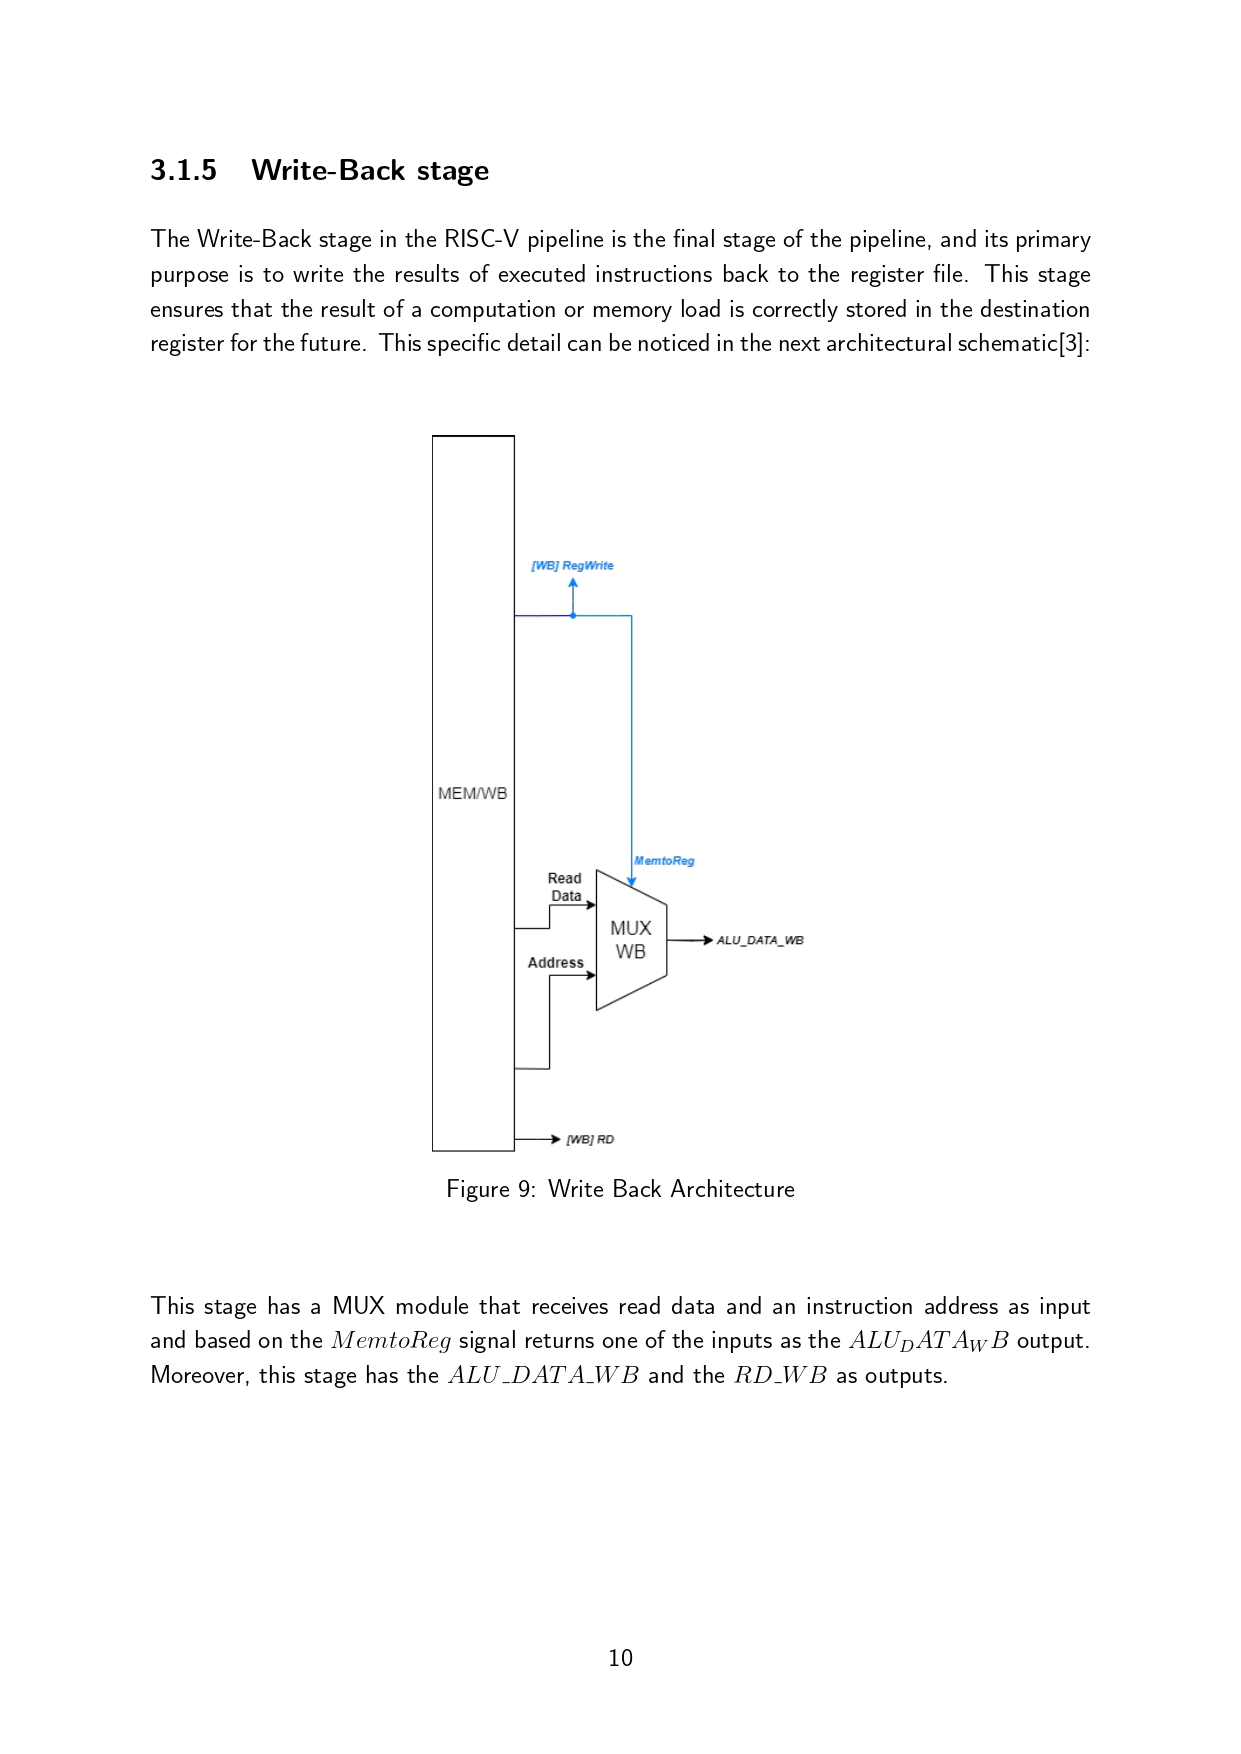 3.1.5 Write-Back stage
The Write-Back stage in the RISC-V pipeline is the final stage of the pipeline, and its primary
purpose is to write the results of executed instructions back to the register file. This stage
ensures that the result of a computation or memory load is correctly stored in the destination
register for the future. This specific detail can be noticed in the next architectural schematic[3]:
[WB] RegWrite
MEM/WB
MemtoReg
Read
Data
MUX
WB
ALU_DATA_WB
Address
[WB] RD
Figure 9: Write Back Architecture
This stage has a MUX module that receives read data and an instruction address as input
and based on the MemtoReg signal returns one of the inputs as the ALU_DATA_WB output.
Moreover, this stage has the ALU_DATA_WB and the RD_WB as outputs.
10